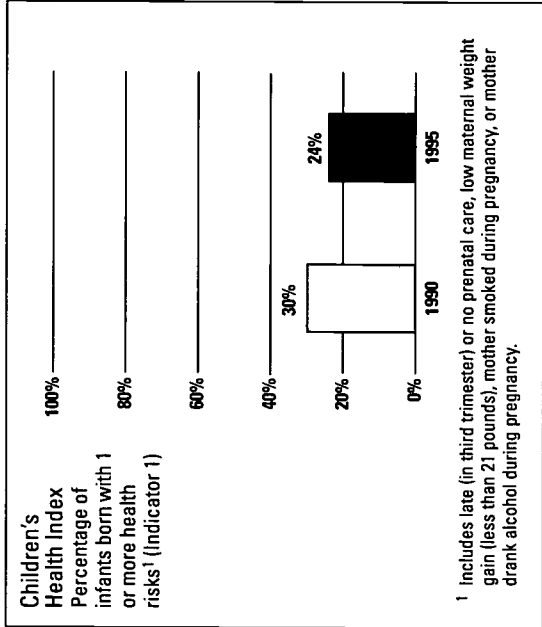 Children's
Health Index
Percentage of
infants born with 1
or more health
risks¹ (Indicator 1)
100%
80%
60%
40%
20%
0%
30%
24%
1990
1995
¹ Includes late (in third trimester) or no prenatal care, low maternal weight
gain (less than 21 pounds), mother smoked during pregnancy, or mother
drank alcohol during pregnancy.